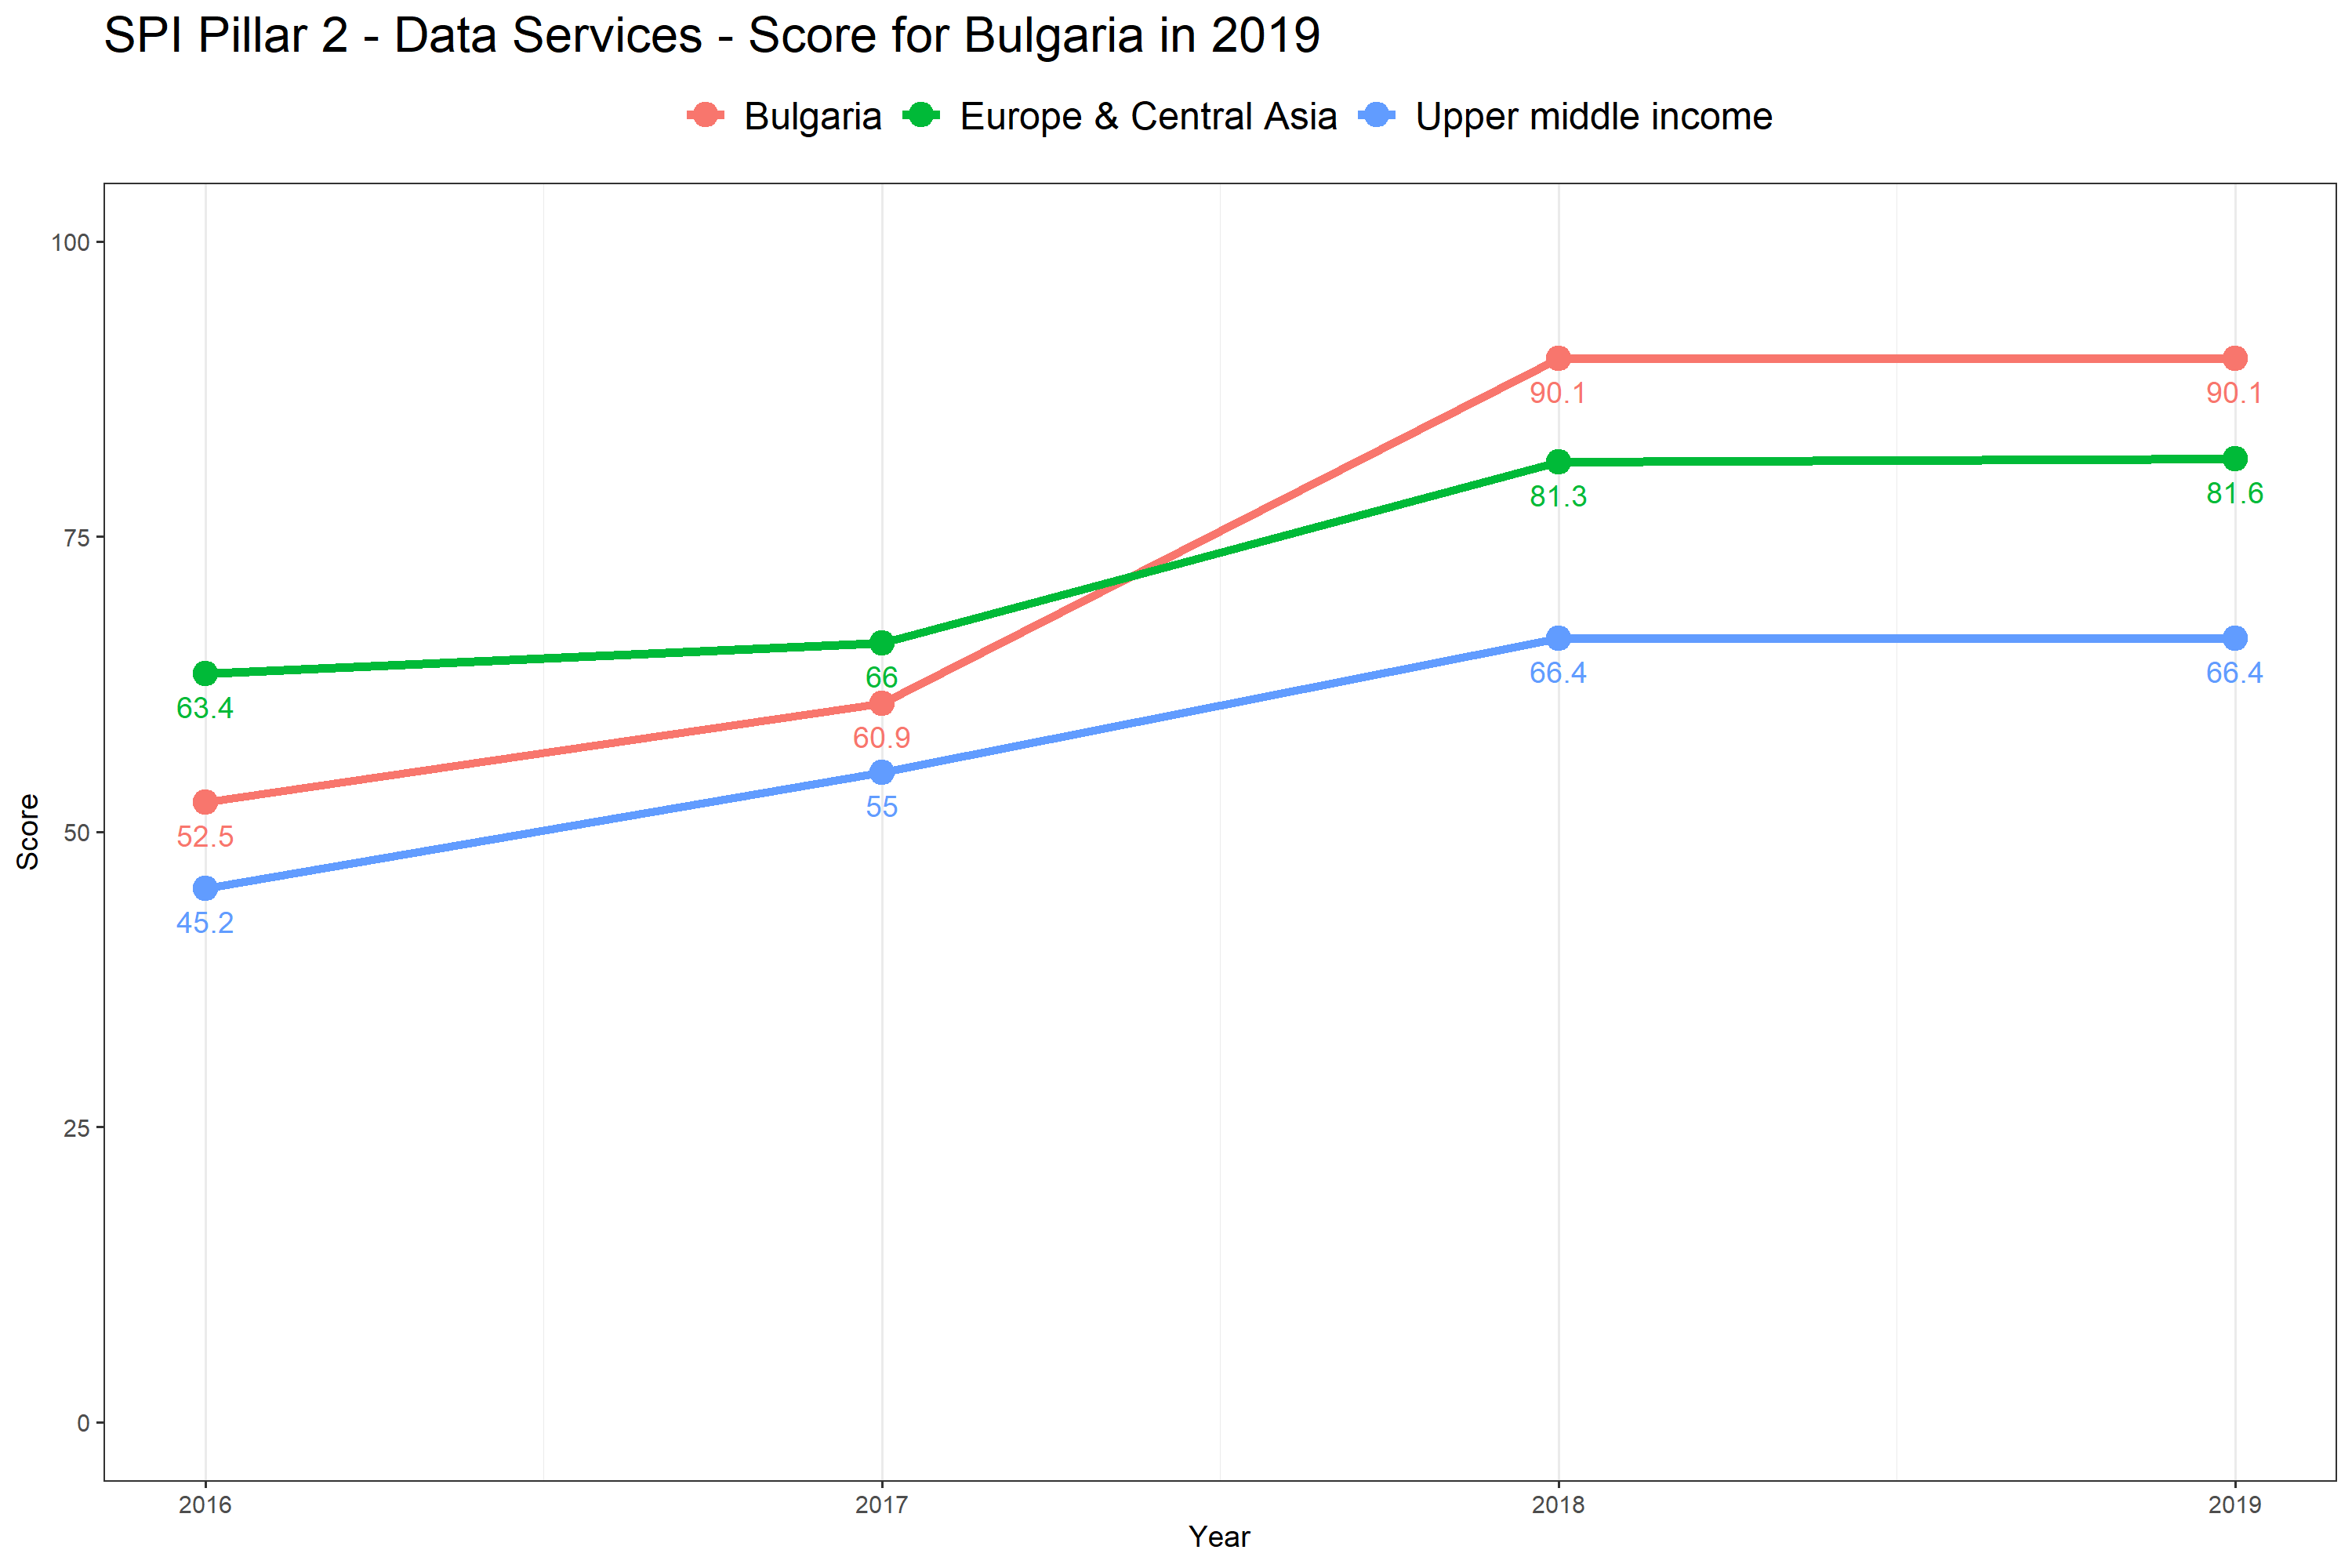 SPI Pillar 2 - Data Services - Score for Bulgaria in 2019
Bulgaria Europe & Central Asia Upper middle income
100
75
50
25
0
Score
90.1 90.1
81.3 81.6
63.4 66 66.4 66.4
52.5 60.9
45.2 55
2016 2017 2018 2019
Year